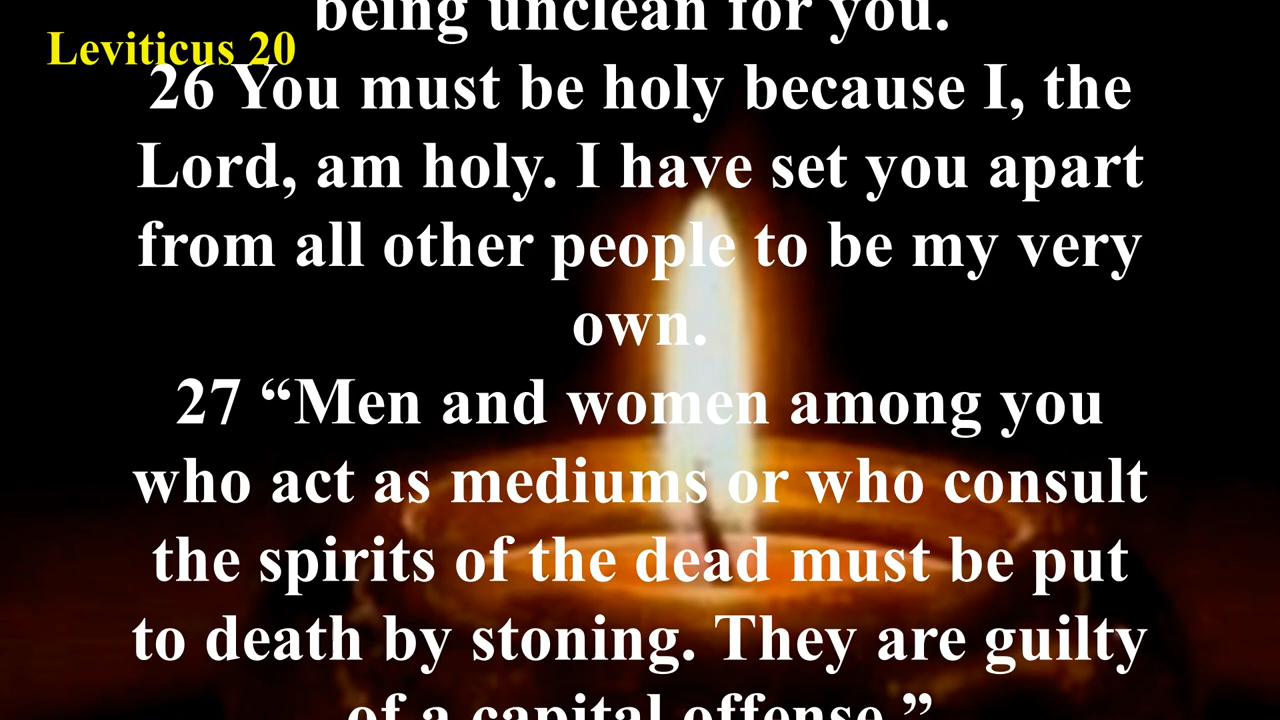 being unclean for you.
Leviticus 20
26 You must be holy because I, the
Lord, am holy. I have set you apart
from all other people to be my very
own.
27 “Men and women among you
who act as mediums or who consult
the spirits of the dead must be put
to death by stoning. They are guilty
of a capital offense.”